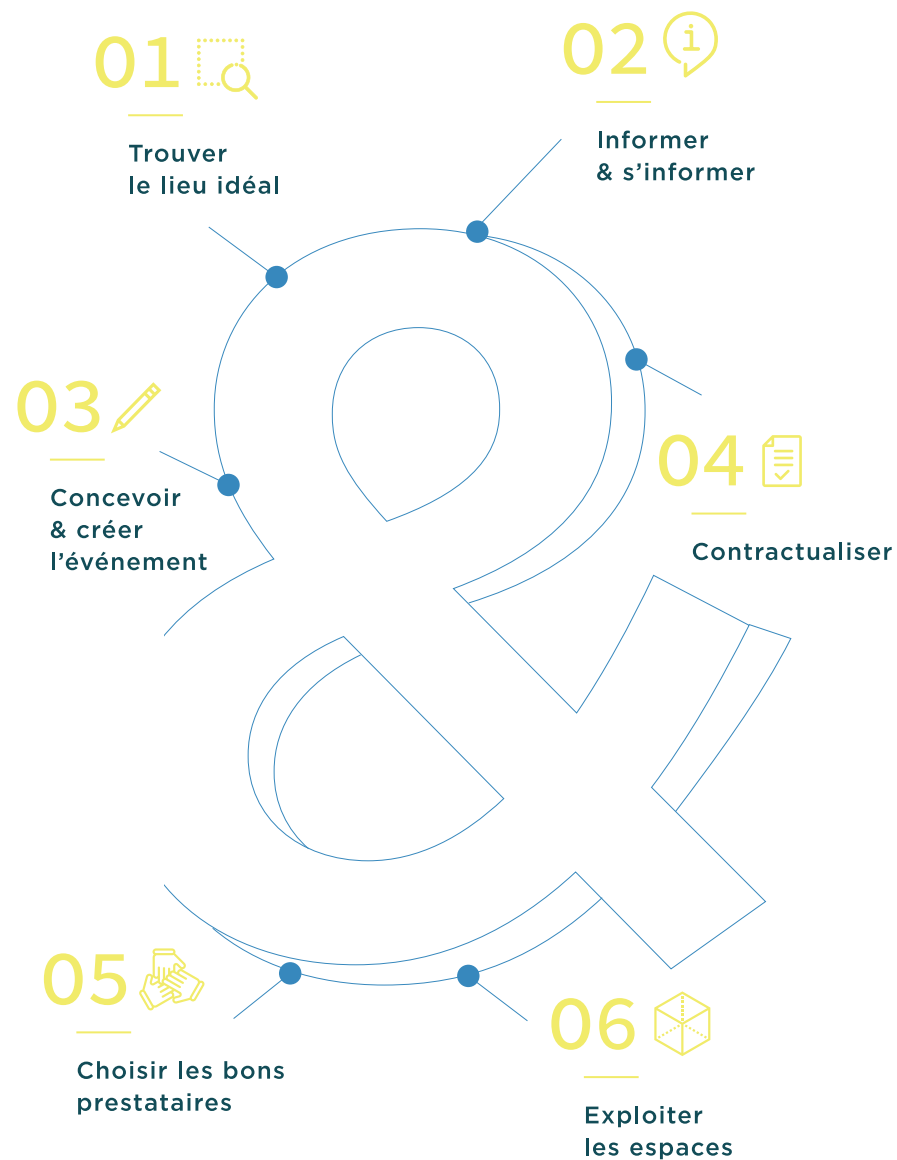 01
Trouver
le lieu idéal
02
Informer
& s’informer
03
Concevoir
& créer
l’événement
04
Contractualiser
05
Choisir les bons
prestataires
06
Exploiter
les espaces
&